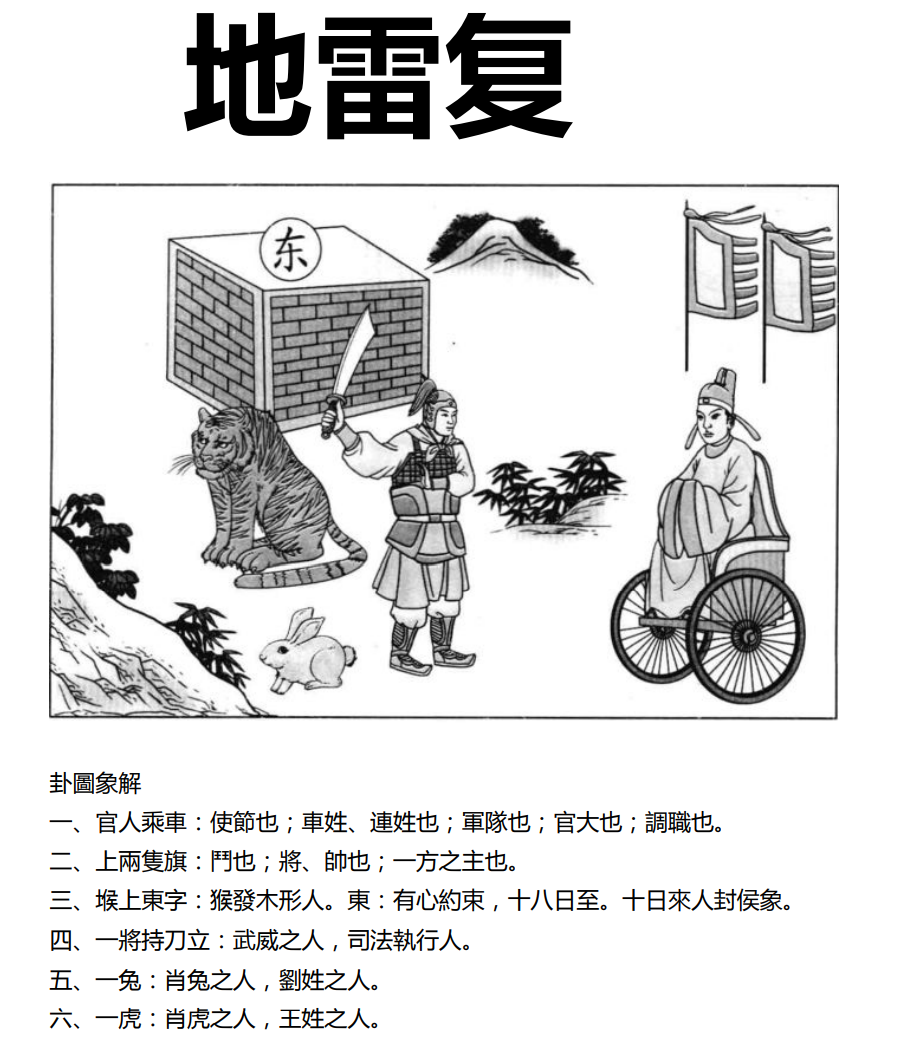 地雷复
东
卦圖象解
一、官人乘車：使節也；車姓、連姓也；軍隊也；官大也；調職也。
二、上兩隻旗：鬥也；將、帥也；一方之主也。
三、堠上東字：猴發木形人。東：有心約束，十八日至。十日來人封侯象。
四、一將持刀立：武威之人，司法執行人。
五、一兔：肖兔之人，劉姓之人。
六、一虎：肖虎之人，王姓之人。